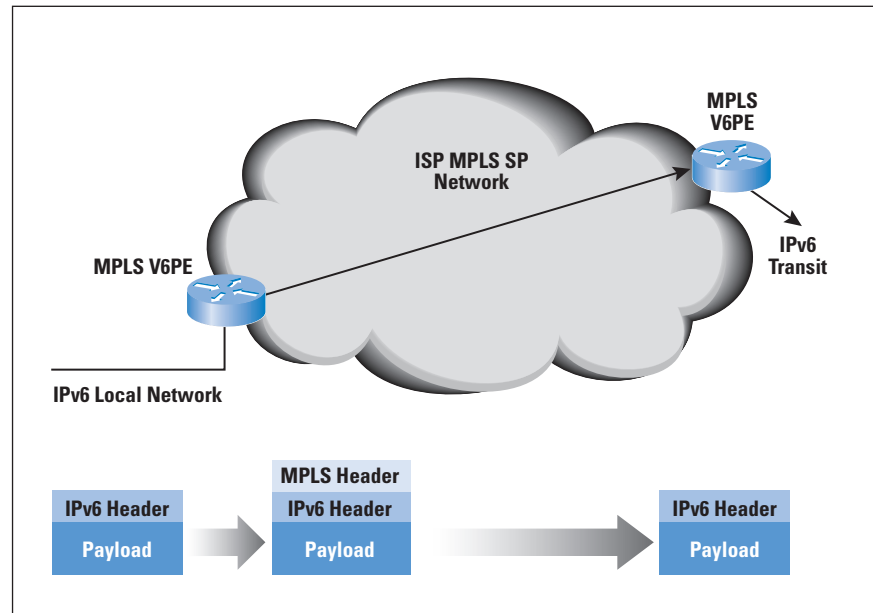 MPLS
V6PE
ISP MPLS SP
Network
IPv6
Transit
MPLS V6PE
IPv6 Local Network
MPLS Header
IPv6 Header
IPv6 Header
IPv6 Header
Payload
Payload
Payload